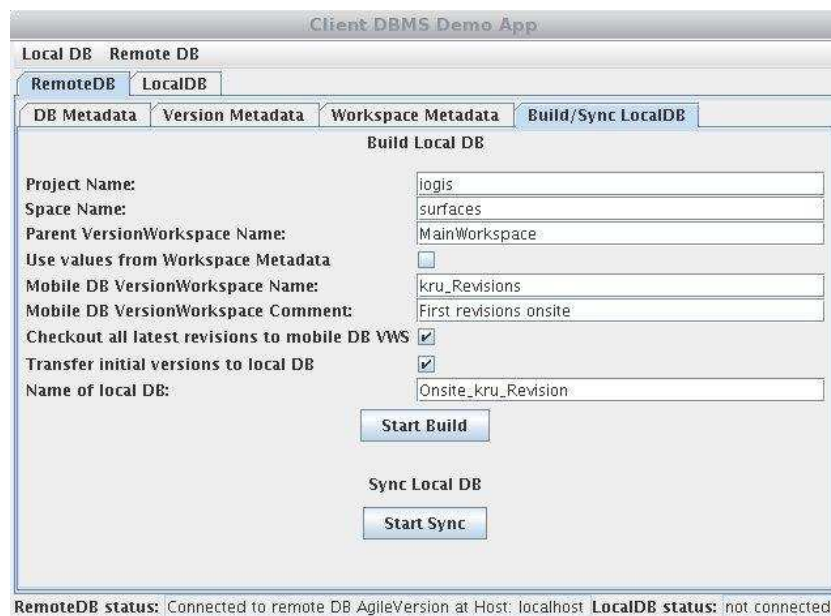 Client DBMS Demo App
Local DB Remote DB
RemoteDB LocalDB
DB Metadata Version Metadata Workspace Metadata Build/Sync LocalDB
Build Local DB
Project Name: iogis
Space Name: surfaces
Parent VersionWorkspace Name: MainWorkspace
Use values from Workspace Metadata
Mobile DB VersionWorkspace Name: kru_Revisions
Mobile DB VersionWorkspace Comment: First revisions onsite
Checkout all latest revisions to mobile DB VWS
Transfer initial versions to local DB
Name of local DB: Onsite_kru_Revision
Start Build
Sync Local DB
Start Sync
RemoteDB status: Connected to remote DB AgileVersion at Host: localhost LocalDB status: not connected